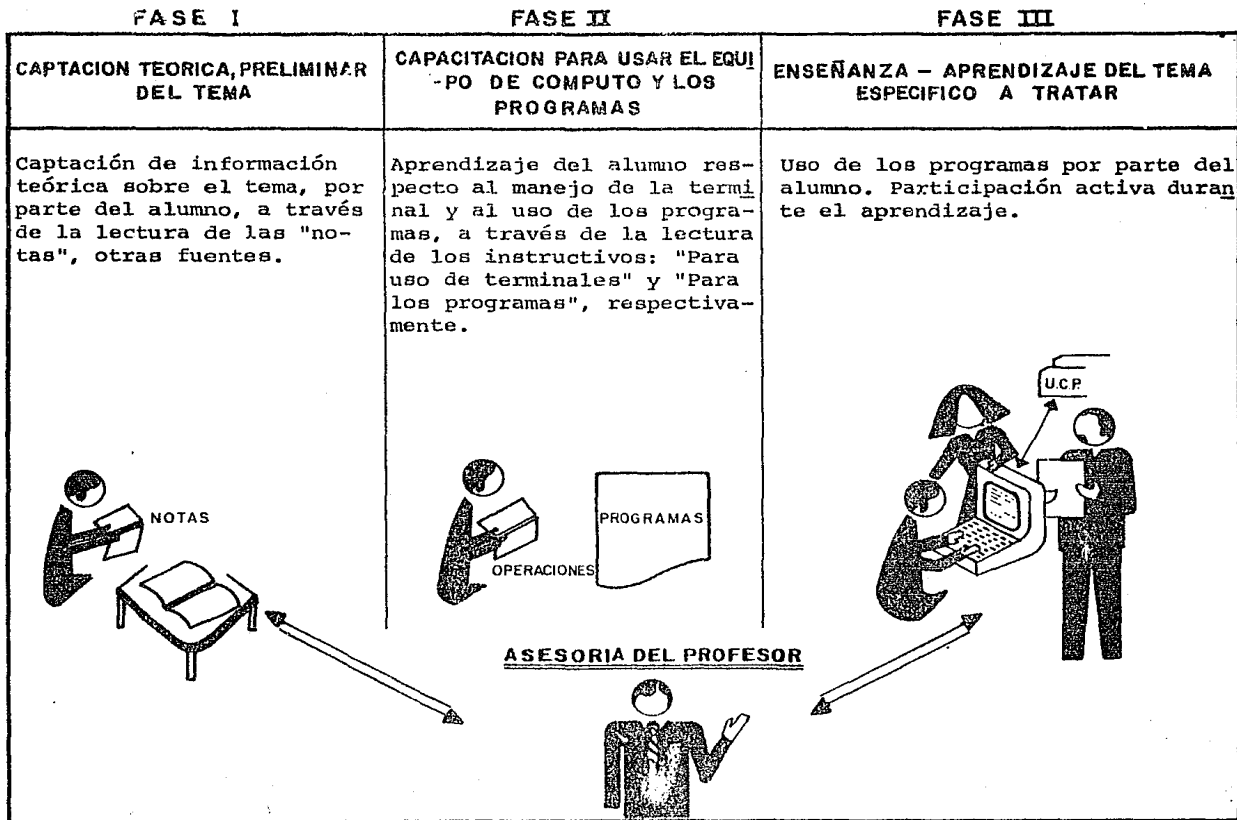 FASE I
FASE II
FASE III
CAPTACION TEORICA, PRELIMINAR
DEL TEMA
CAPACITACION PARA USAR EL EQUI
-PO DE COMPUTO Y LOS
PROGRAMAS
ENSEÑANZA - APRENDIZAJE DEL TEMA
ESPECIFICO A TRATAR
Captación de información
teórica sobre el tema, por
parte del alumno, a través
de la lectura de las "no-
tas", otras fuentes.
Aprendizaje del alumno res-
pecto al manejo de la termi
nal y al uso de los progra-
mas, a través de la lectura
de los instructivos: "Para
uso de terminales" y "Para
los programas", respectiva-
mente.
Uso de los programas por parte del
alumno. Participación activa duran
te el aprendizaje.
NOTAS
OPERACIONES
PROGRAMAS
U.C.P.
ASESORIA DEL PROFESOR